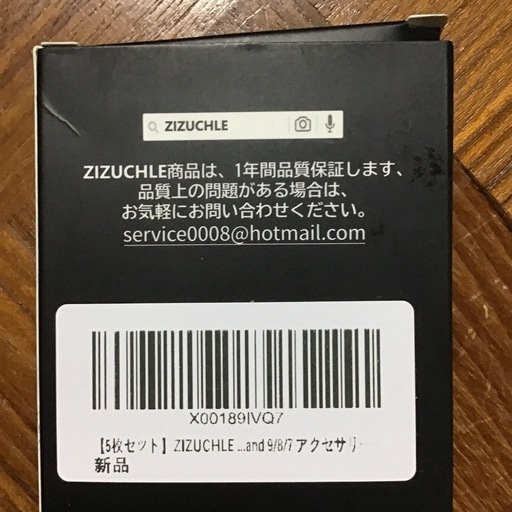 ZIZUCHLE
ZIZUCHLE商品は、1年間品質保証します、
品質上の問題がある場合は、
お気軽にお問い合わせください。
service0008@hotmail.com
X00189IVQ7
【5枚セット】ZIZUCHLE ...and 9/8/7 アクセサリー
新品